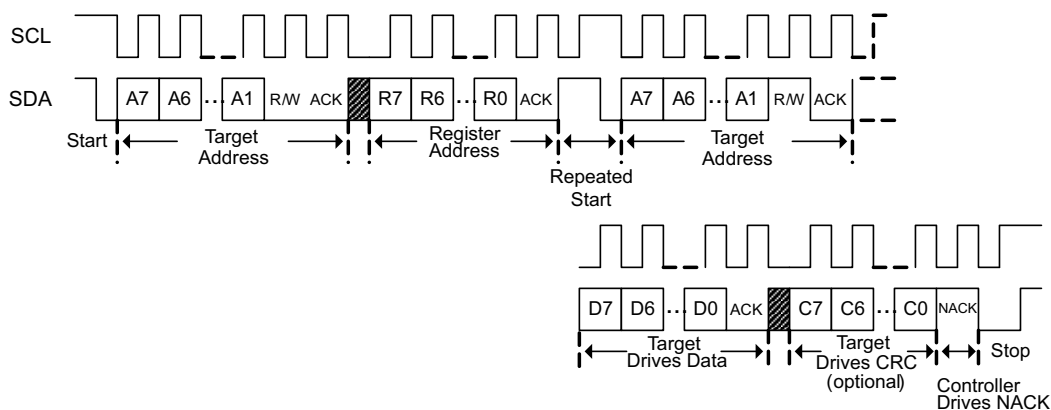 SCL
SDA
A7 A6 ... A1 R/W ACK R7 R6 ... R0 ACK A7 A6 ... A1 R/W ACK
Start
Target
Address
Register
Address
Repeated
Start
Target
Address
D7 D6 ... D0 ACK C7 C6 ... C0 NACK
Target
Drives Data
Target
Drives CRC
(optional)
Stop
Controller
Drives NACK